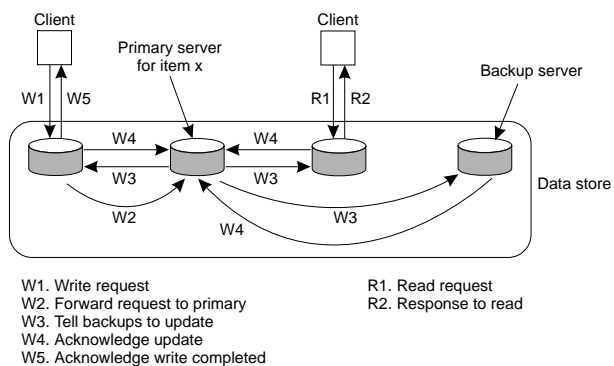 Client
Client
Primary server
for item x
Backup server
W1
W5
R1
R2
W4
W4
W3
W3
Data store
W2
W4
W3
W1. Write request
W2. Forward request to primary
W3. Tell backups to update
W4. Acknowledge update
W5. Acknowledge write completed
R1. Read request
R2. Response to read